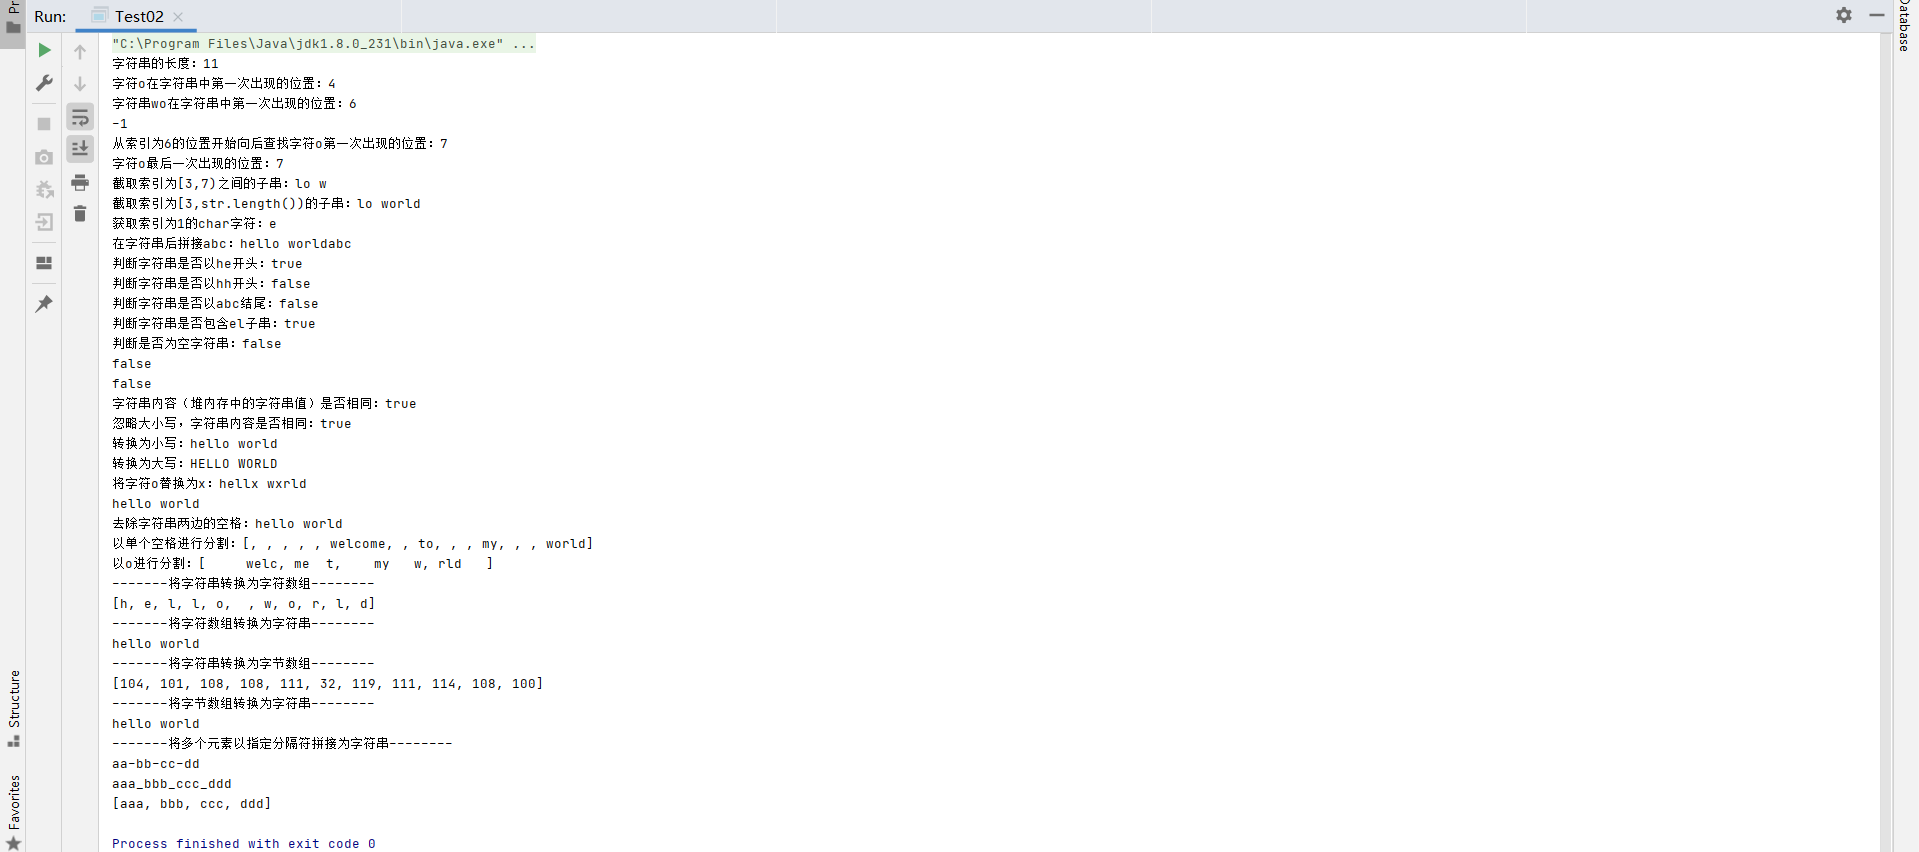 Pr
Run: Test02
Database
"C:\Program Files\Java\jdk1.8.0_231\bin\java.exe" ...
字符串的长度：11
字符o在字符串中第一次出现的位置：4
字符串wo在字符串中第一次出现的位置：6
-1
从索引为6的位置开始向后查找字符o第一次出现的位置：7
字符o最后一次出现的位置：7
截取索引为[3,7)之间的子串：lo w
截取索引为[3,str.length())的子串：lo world
获取索引为1的char字符：e
在字符串后拼接abc：hello worldabc
判断字符串是否以he开头：true
判断字符串是否以hh开头：false
判断字符串是否以abc结尾：false
判断字符串是否包含el子串：true
判断是否为空字符串：false
false
false
字符串内容（堆内存中的字符串值）是否相同：true
忽略大小写，字符串内容是否相同：true
转换为小写：hello world
转换为大写：HELLO WORLD
将字符o替换为x：hellx wxrld
hello world
去除字符串两边的空格：hello world
以单个空格进行分割：[, , , , , welcome, , to, , , my, , , world]
以o进行分割：[     welc, me  t,    my   w, rld   ]
-------将字符串转换为字符数组--------
[h, e, l, l, o,  , w, o, r, l, d]
-------将字符数组转换为字符串--------
hello world
-------将字符串转换为字节数组--------
[104, 101, 108, 108, 111, 32, 119, 111, 114, 108, 100]
-------将字节数组转换为字符串--------
hello world
-------将多个元素以指定分隔符拼接为字符串--------
aa-bb-cc-dd
aaa_bbb_ccc_ddd
[aaa, bbb, ccc, ddd]
Process finished with exit code 0
Structure
Favorites